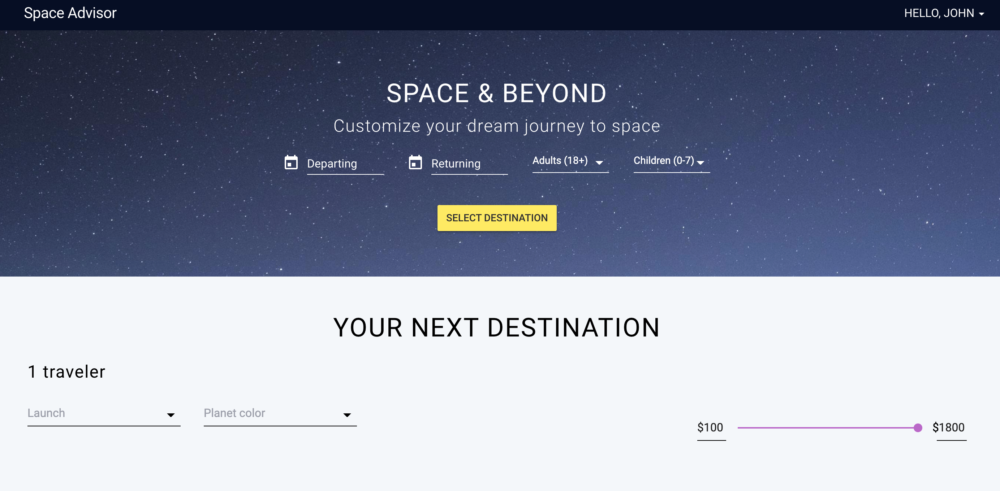 Space Advisor
HELLO, JOHN
SPACE & BEYOND
Customize your dream journey to space
Departing
Returning
Adults (18+)
Children (0-7)
SELECT DESTINATION
YOUR NEXT DESTINATION
1 traveler
Launch
Planet color
$100
$1800